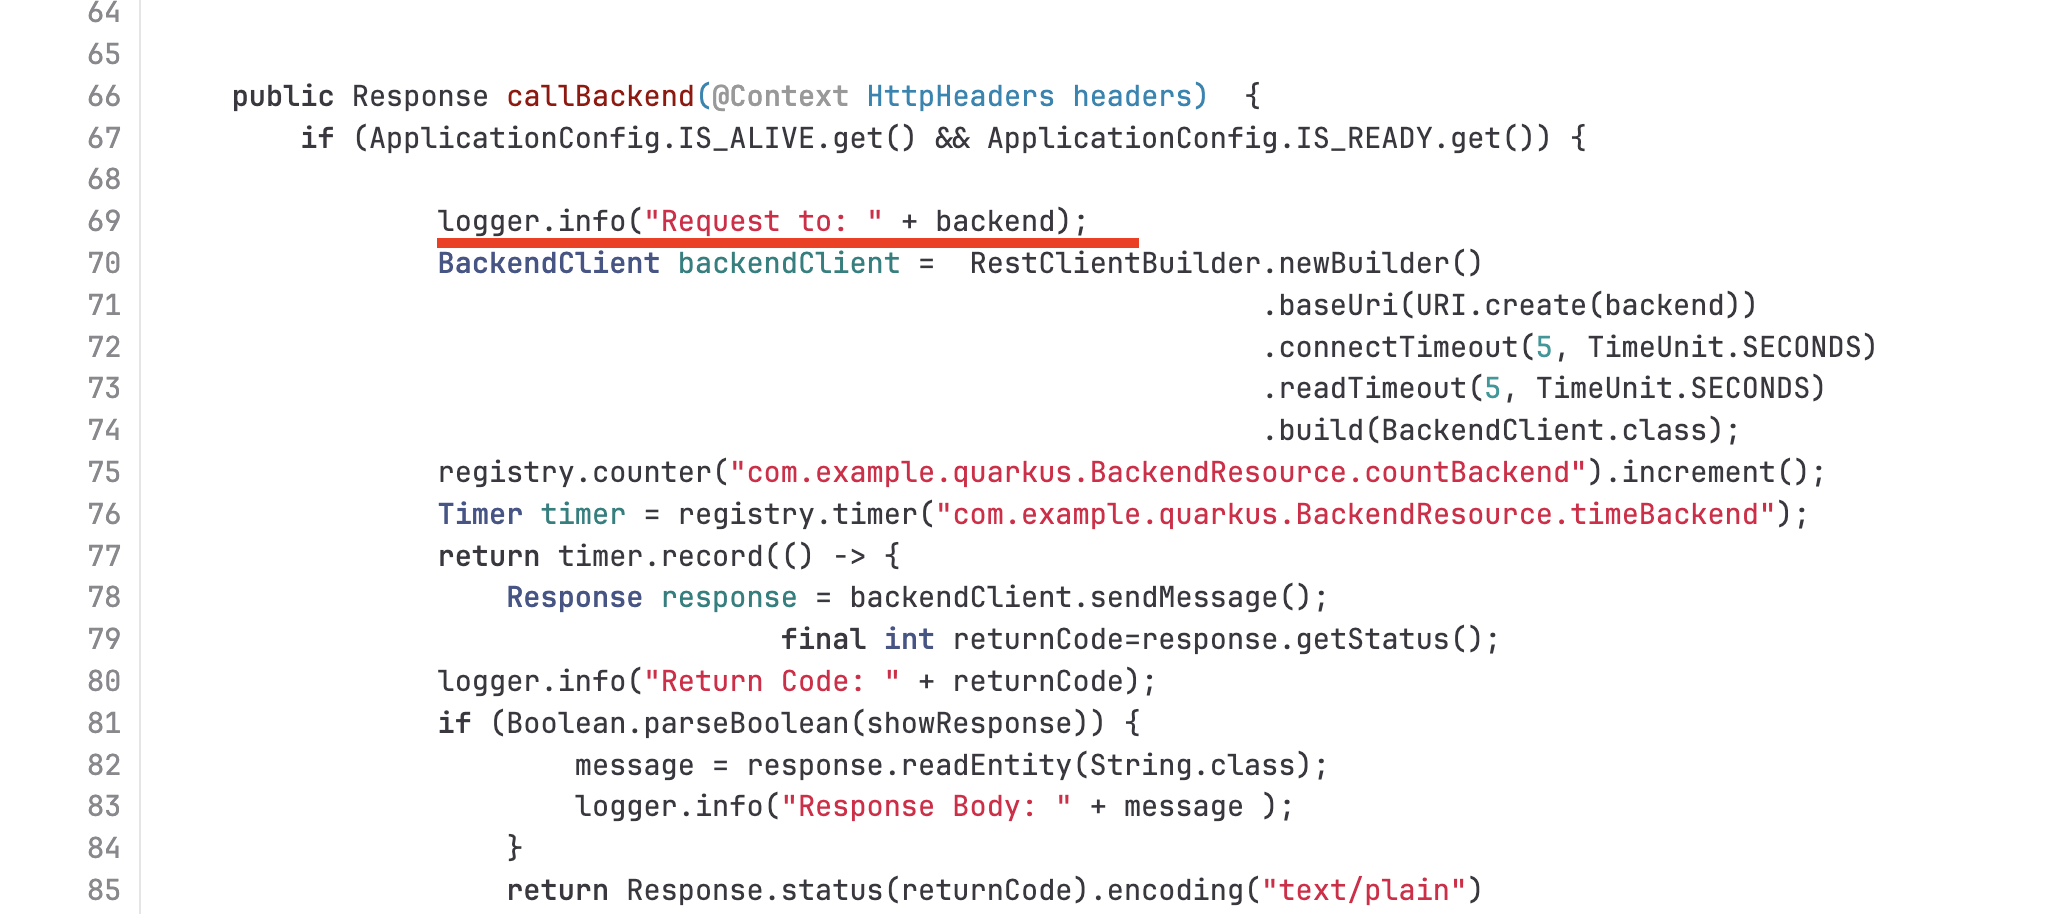 64
65
66 public Response callBackend(@Context HttpHeaders headers)  {
67 if (ApplicationConfig.IS_ALIVE.get() && ApplicationConfig.IS_READY.get()) {
68
69 logger.info("Request to: " + backend);
70 BackendClient backendClient =  RestClientBuilder.newBuilder()
71 .baseUri(URI.create(backend))
72 .connectTimeout(5, TimeUnit.SECONDS)
73 .readTimeout(5, TimeUnit.SECONDS)
74 .build(BackendClient.class);
75 registry.counter("com.example.quarkus.BackendResource.countBackend").increment();
76 Timer timer = registry.timer("com.example.quarkus.BackendResource.timeBackend");
77 return timer.record(() -> {
78 Response response = backendClient.sendMessage();
79 final int returnCode=response.getStatus();
80 logger.info("Return Code: " + returnCode);
81 if (Boolean.parseBoolean(showResponse)) {
82 message = response.readEntity(String.class);
83 logger.info("Response Body: " + message );
84 }
85 return Response.status(returnCode).encoding("text/plain")